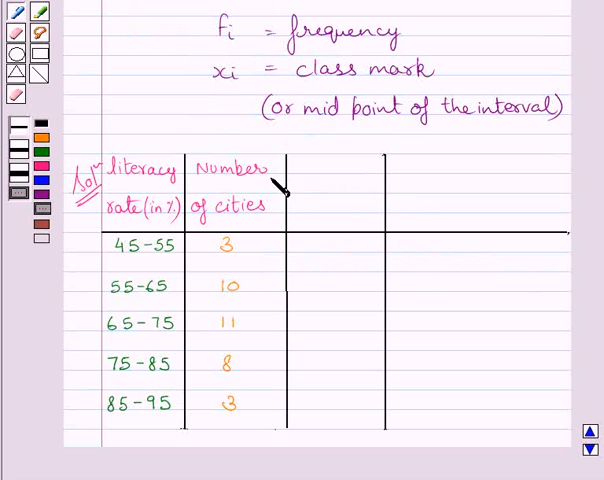 fi = frequency
xi = class mark
(or mid point of the interval)
Solⁿ literacy Number
rate (in %) of cities
45-55 3
55-65 10
65-75 11
75-85 8
85-95 3